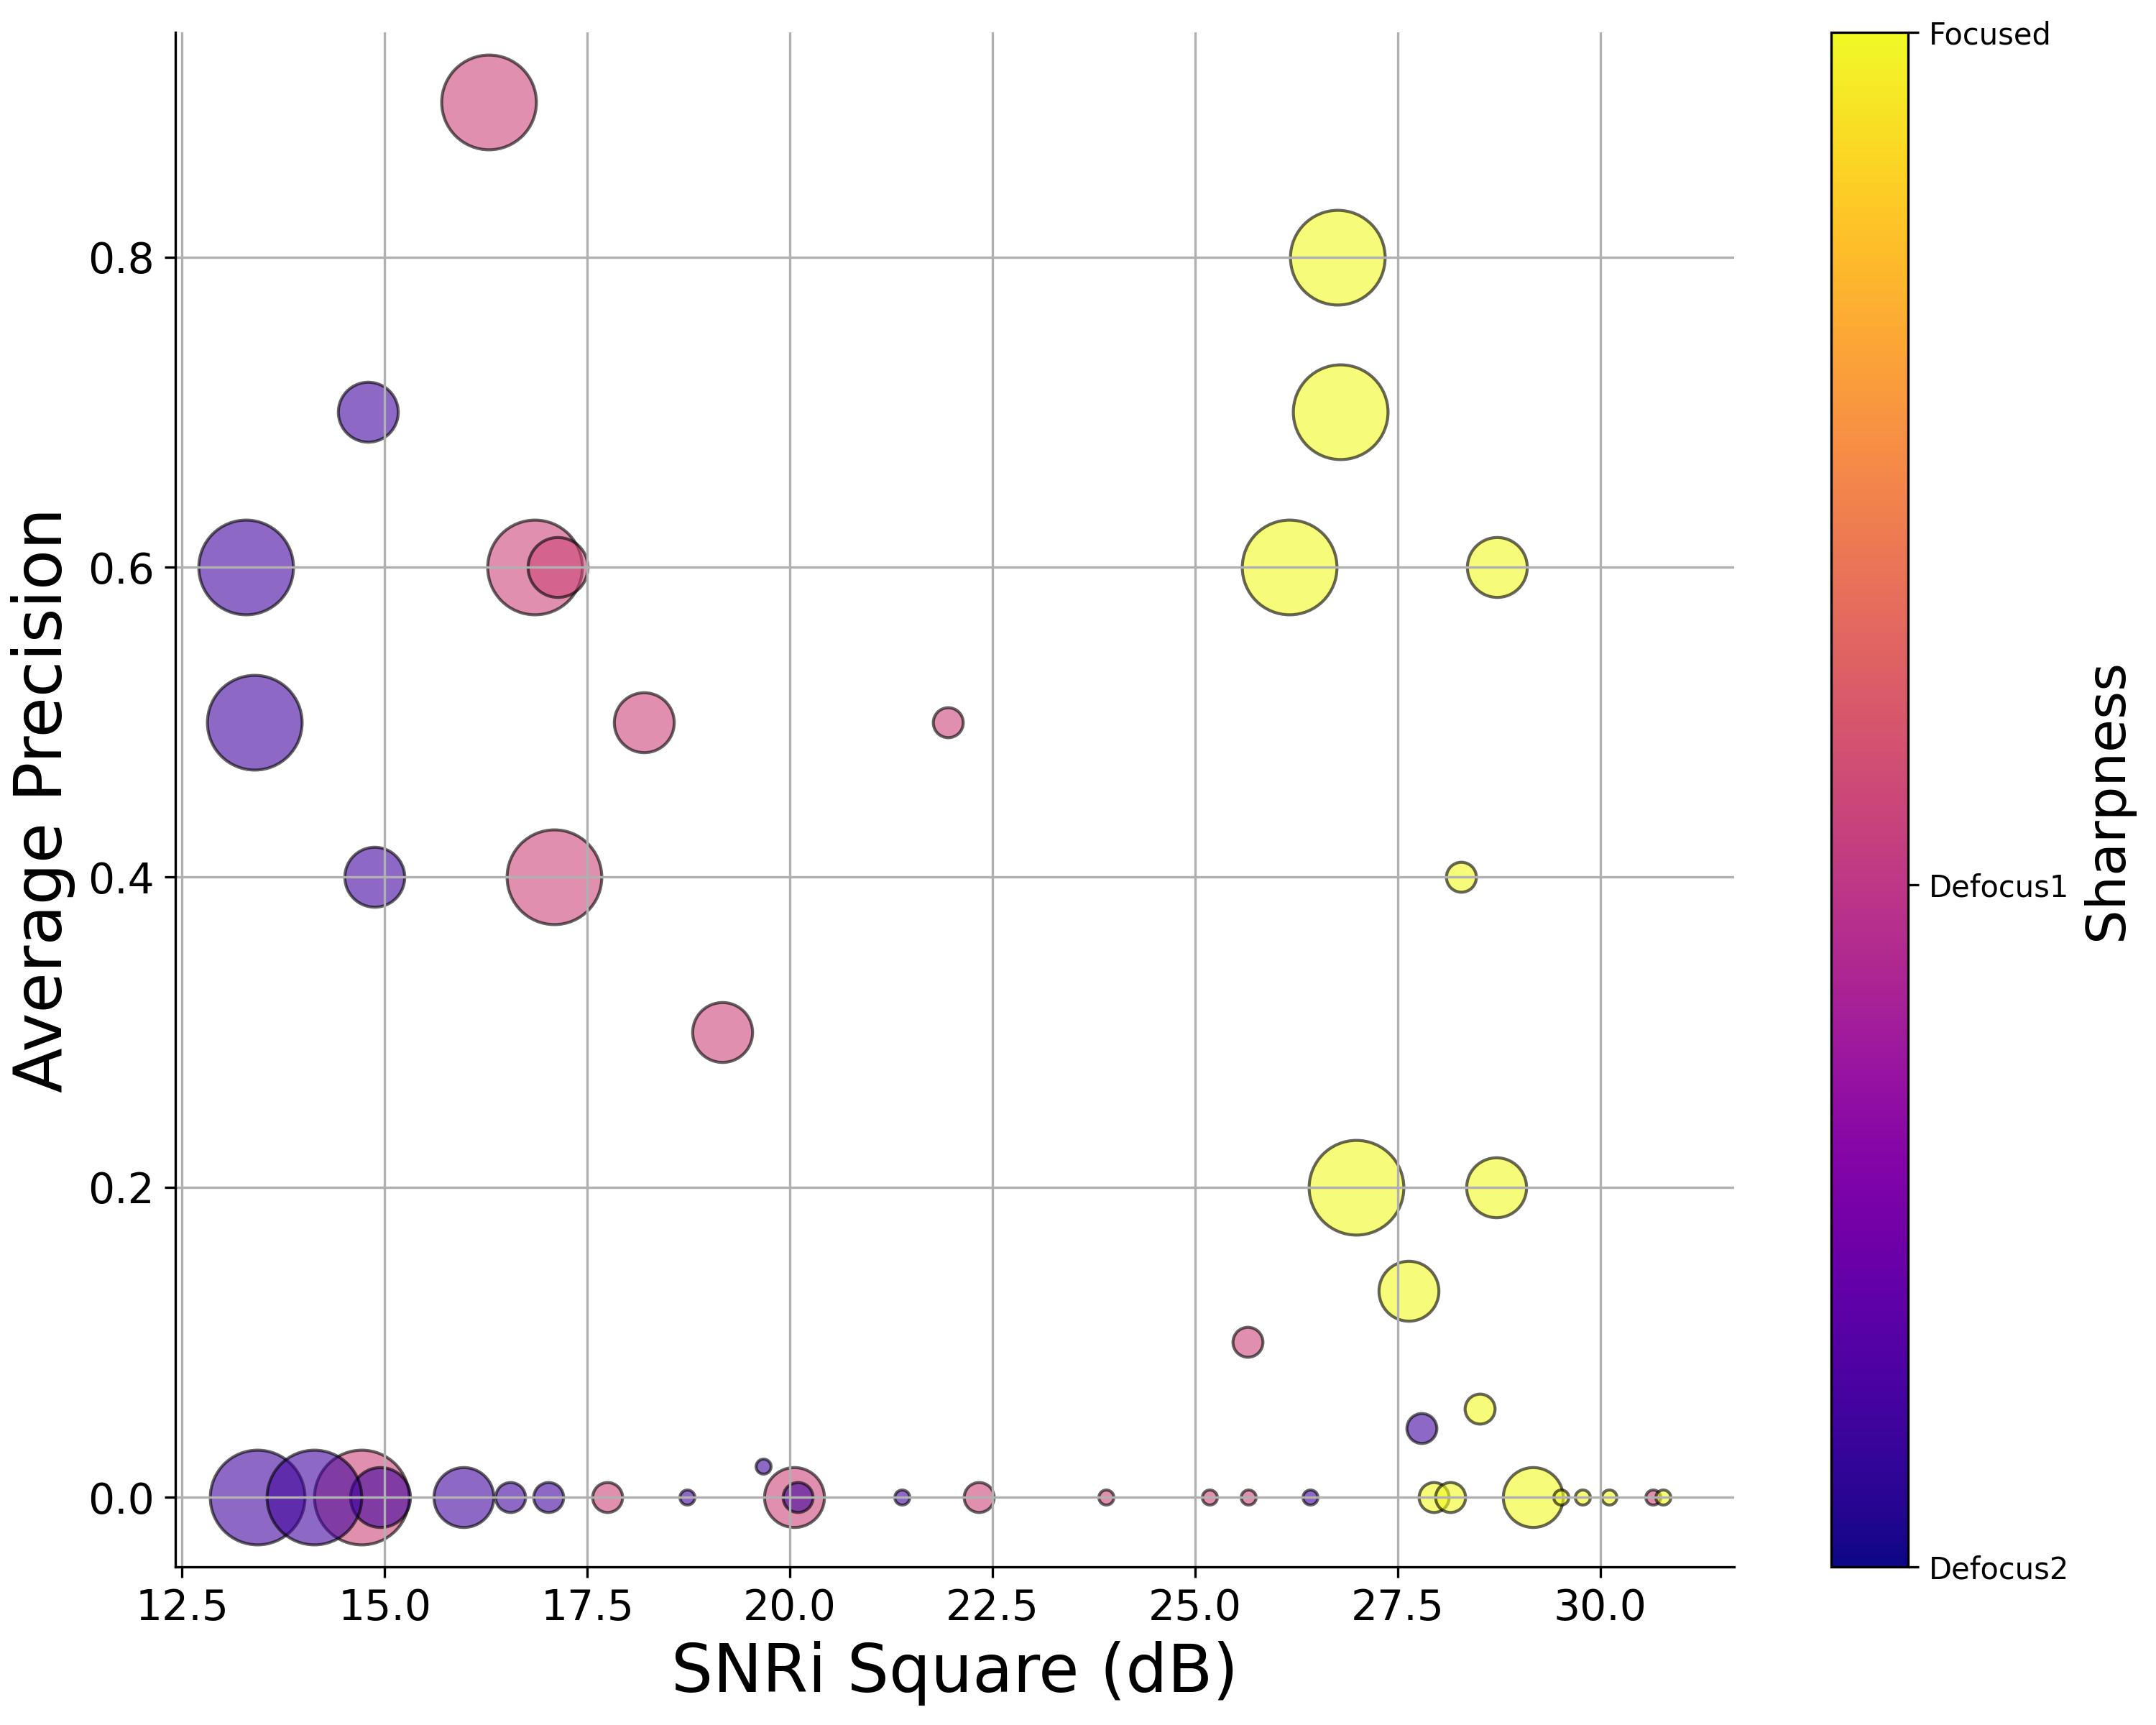 Average Precision
0.8
0.6
0.4
0.2
0.0
12.5 15.0 17.5 20.0 22.5 25.0 27.5 30.0
SNRi Square (dB)
Focused
Defocus1
Defocus2
Sharpness